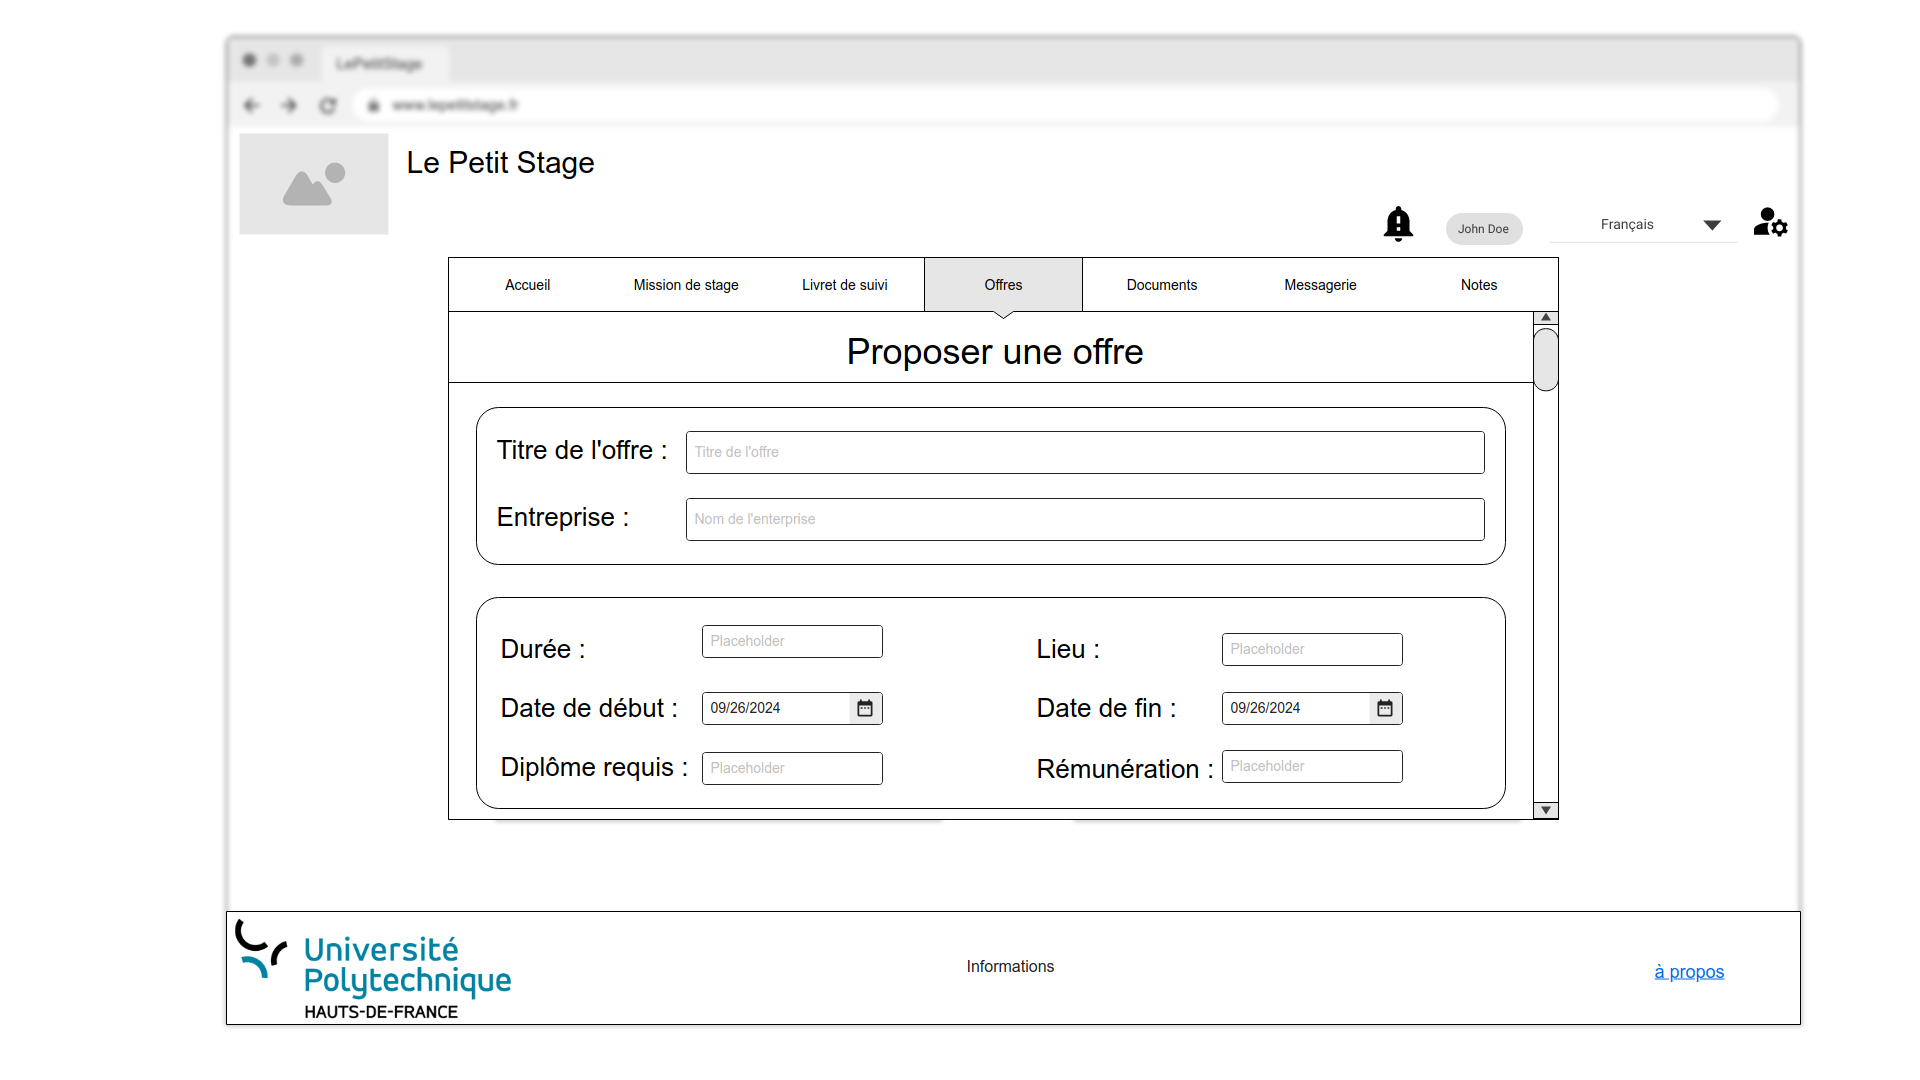 LePetitStage
www.lepetitstage.fr
Le Petit Stage
John Doe
Français
Accueil
Mission de stage
Livret de suivi
Offres
Documents
Messagerie
Notes
Proposer une offre
Titre de l'offre :
Titre de l'offre
Entreprise :
Nom de l'enterprise
Durée :
Placeholder
Lieu :
Placeholder
Date de début :
09/26/2024
Date de fin :
09/26/2024
Diplôme requis :
Placeholder
Rémunération :
Placeholder
Université
Polytechnique
HAUTS-DE-FRANCE
Informations
à propos